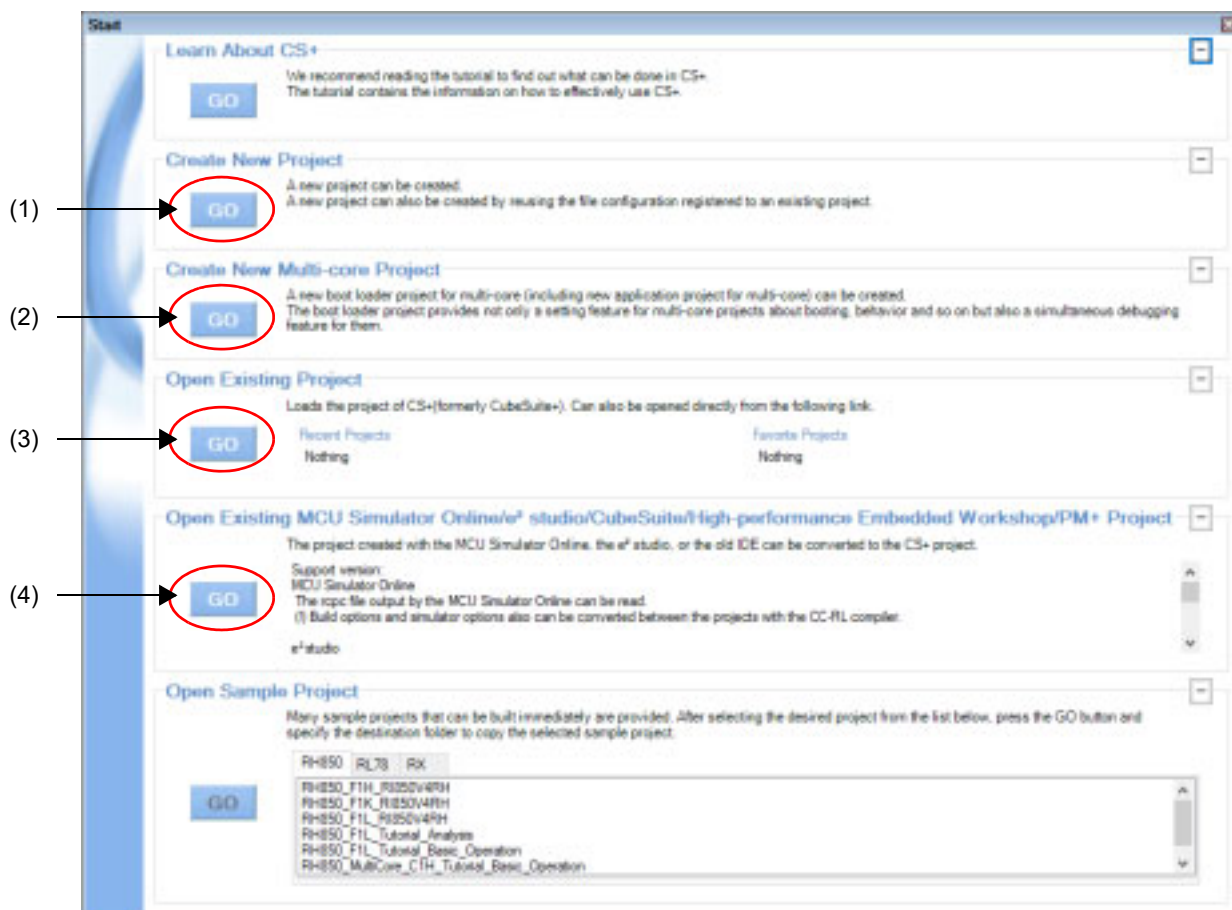 Start
Learn About CS+
GO
We recommend reading the tutorial to find out what can be done in CS+.
The tutorial contains the information on how to effectively use CS+.
Create New Project
(1)
GO
A new project can be created.
A new project can also be created by reusing the file configuration registered to an existing project.
Create New Multi-core Project
(2)
GO
A new boot loader project for multi-core (including new application project for multi-core) can be created.
The boot loader project provides not only a setting feature for multi-core projects about booting, behavior and so on but also a simultaneous debugging
feature for them.
Open Existing Project
Loads the project of CS+(formerly CubeSuite+). Can also be opened directly from the following link.
(3)
GO
Recent Projects
Favorite Projects
Nothing
Nothing
Open Existing MCU Simulator Online/e² studio/CubeSuite/High-performance Embedded Workshop/PM+ Project
The project created with the MCU Simulator Online, the e² studio, or the old IDE can be converted to the CS+ project.
(4)
GO
Support version:
MCU Simulator Online
The rcpc file output by the MCU Simulator Online can be read.
(!) Build options and simulator options also can be converted between the projects with the CC-RL compiler.
e² studio
Open Sample Project
Many sample projects that can be built immediately are provided. After selecting the desired project from the list below, press the GO button and
specify the destination folder to copy the selected sample project.
GO
RH850 RL78 RX
RH850_F1H_RI850V4RH
RH850_F1K_RI850V4RH
RH850_F1L_RI850V4RH
RH850_F1L_Tutorial_Analysis
RH850_F1L_Tutorial_Basic_Operation
RH850_MultiCore_C1H_Tutorial_Basic_Operation